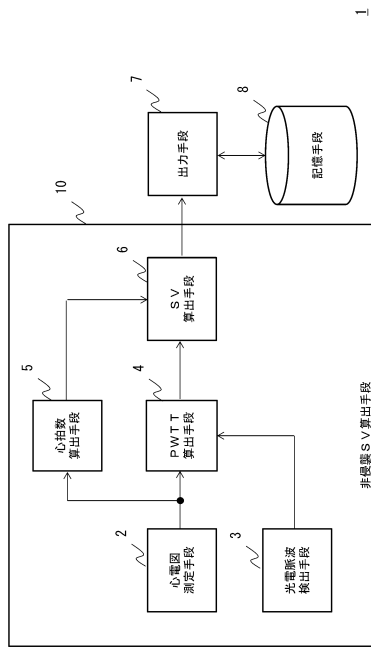 1
10
心電図
測定手段
2
光電脈波
検出手段
3
心拍数
算出手段
5
PWTT
算出手段
4
SV
算出手段
6
出力手段
7
記憶手段
8
非侵襲SV算出手段